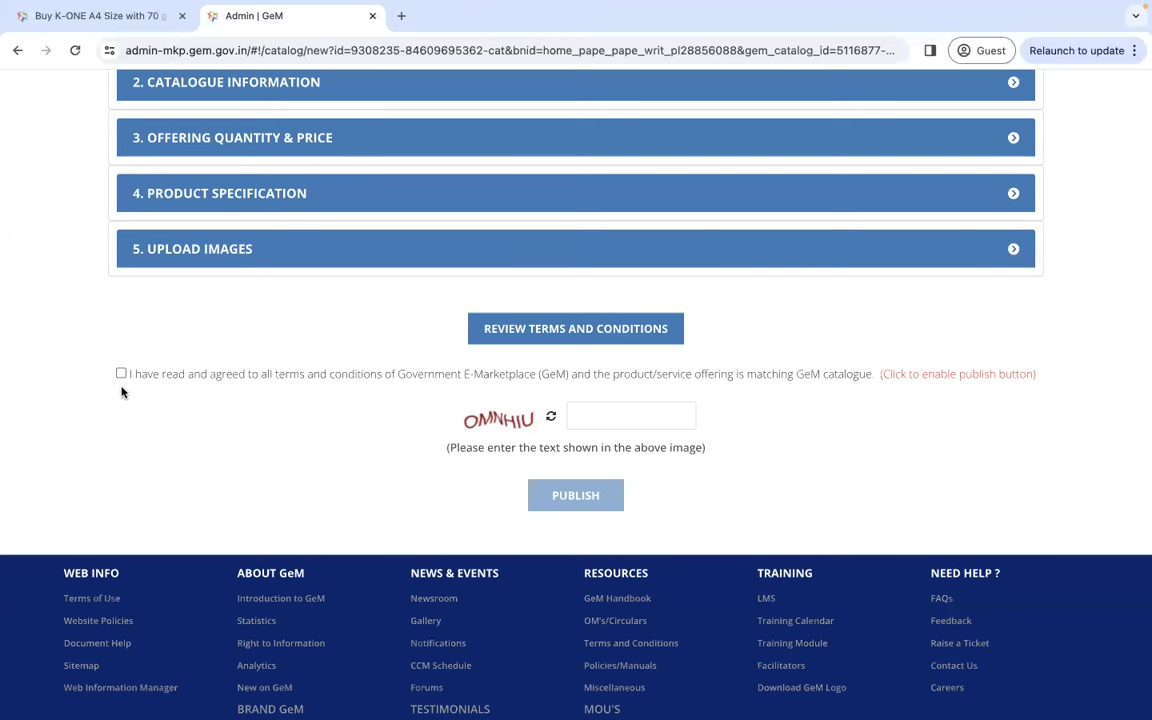 Buy K-ONE A4 Size with 70 g
Admin | GeM
admin-mkp.gem.gov.in/#!/catalog/new?id=9308235-84609695362-cat&bnid=home_pape_pape_writ_pl28856088&gem_catalog_id=5116877-...
Guest
Relaunch to update
2. CATALOGUE INFORMATION
3. OFFERING QUANTITY & PRICE
4. PRODUCT SPECIFICATION
5. UPLOAD IMAGES
REVIEW TERMS AND CONDITIONS
I have read and agreed to all terms and conditions of Government E-Marketplace (GeM) and the product/service offering is matching GeM catalogue. (Click to enable publish button)
OMNHIU
(Please enter the text shown in the above image)
PUBLISH
WEB INFO ABOUT GeM NEWS & EVENTS RESOURCES TRAINING NEED HELP ?
Terms of Use Introduction to GeM Newsroom GeM Handbook LMS FAQs
Website Policies Statistics Gallery OM's/Circulars Training Calendar Feedback
Document Help Right to Information Notifications Terms and Conditions Training Module Raise a Ticket
Sitemap Analytics CCM Schedule Policies/Manuals Facilitators Contact Us
Web Information Manager New on GeM Forums Miscellaneous Download GeM Logo Careers
BRAND GeM TESTIMONIALS MOU'S